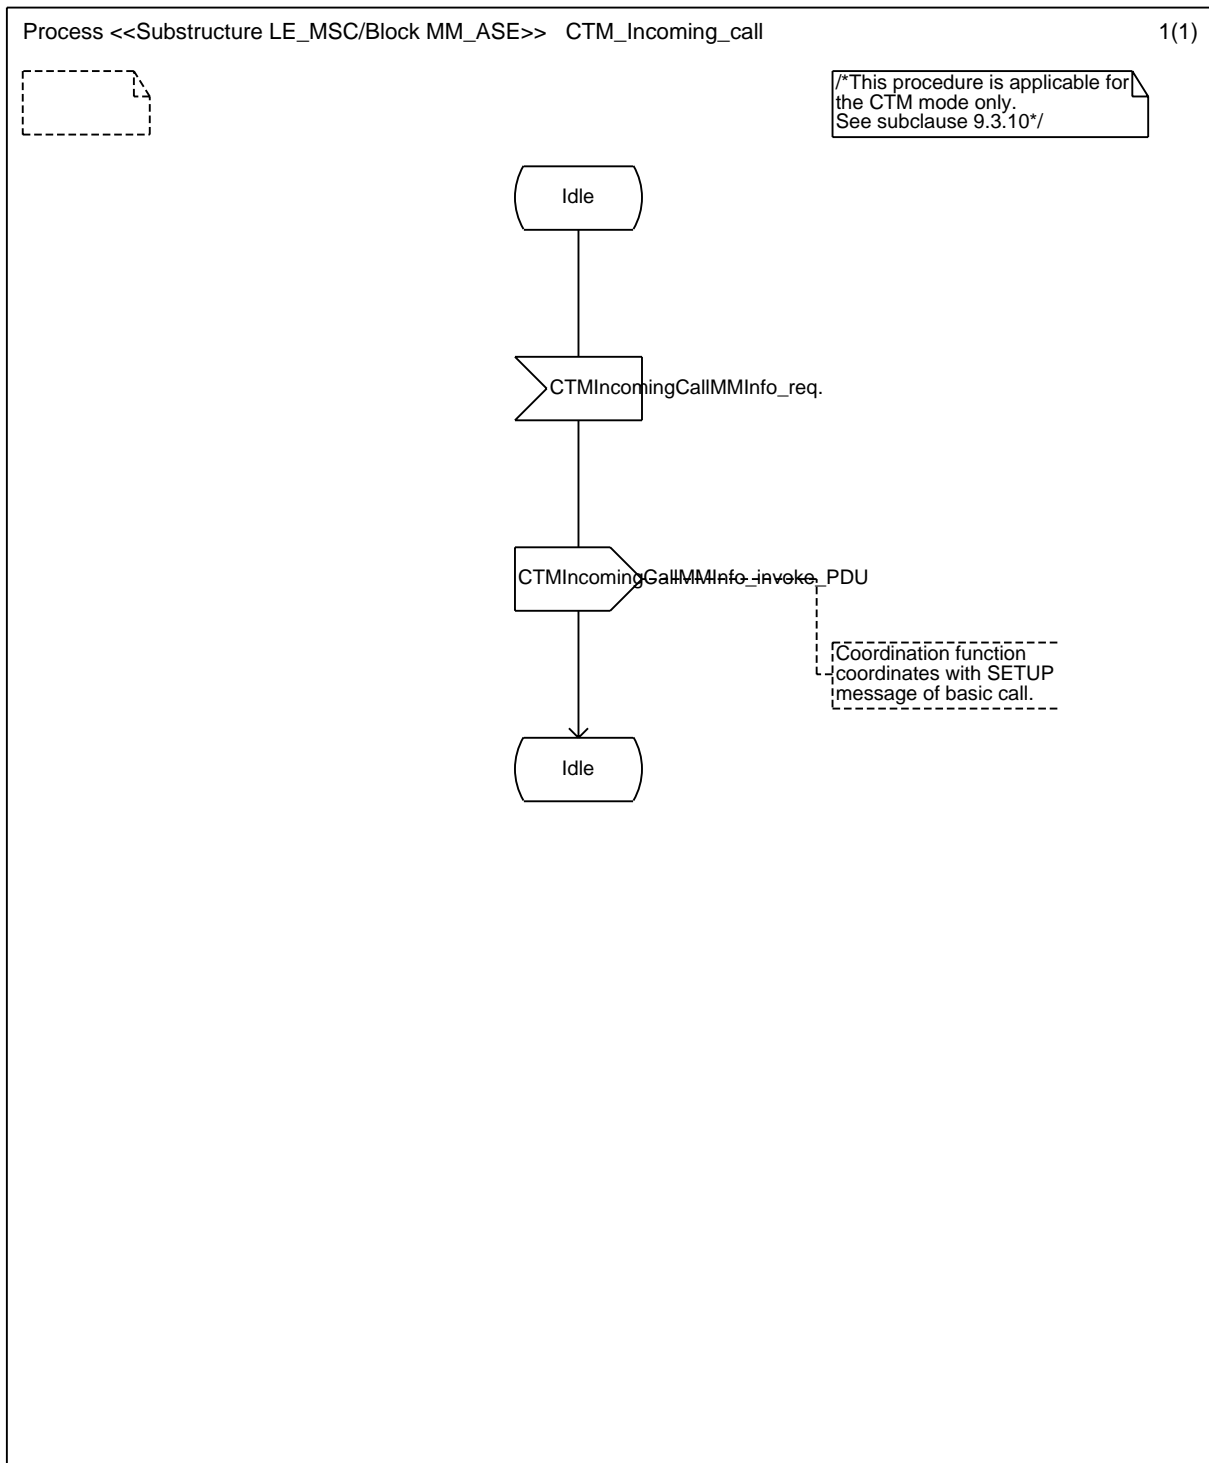 Process <<Substructure LE_MSC/Block MM_ASE>> CTM_Incoming_call 1(1)
/*This procedure is applicable for
the CTM mode only.
See subclause 9.3.10*/
Idle
CTMIncomingCallMMInfo_req.
CTMIncomingCallMMInfo_invoke_PDU
Coordination function
coordinates with SETUP
message of basic call.
Idle